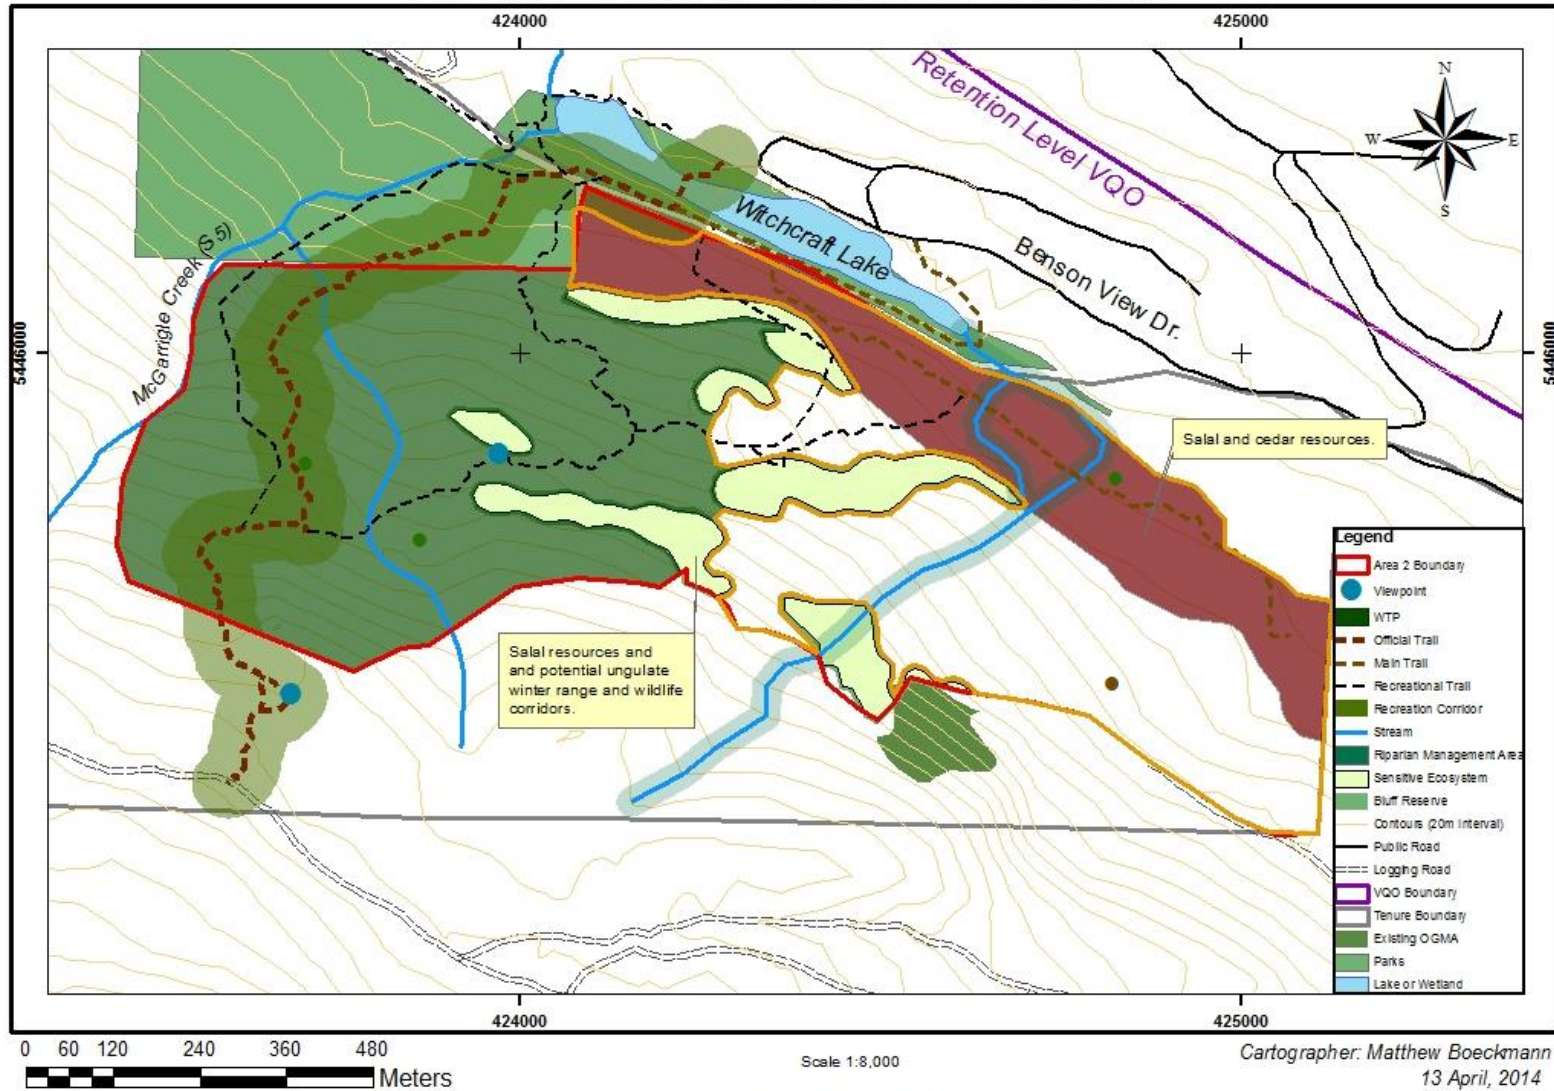 424000
425000
Retention Level VQO
N
W
E
S
McGarrigle Creek (S5)
Witchcraft Lake
Benson View Dr.
5446000
5446000
Salal and cedar resources.
Salal resources and
and potential ungulate
winter range and wildlife
corridors.
Legend
Area 2 Boundary
Viewpoint
WTP
Official Trail
Main Trail
Recreational Trail
Recreation Corridor
Stream
Riparian Management Area
Sensitive Ecosystem
Bluff Reserve
Contours (20m Interval)
Public Road
Logging Road
VQO Boundary
Tenure Boundary
Existing OGMA
Parks
Lake or Wetland
424000
425000
0 60 120 240 360 480
Meters
Scale 1:8,000
Cartographer: Matthew Boeckmann
13 April, 2014